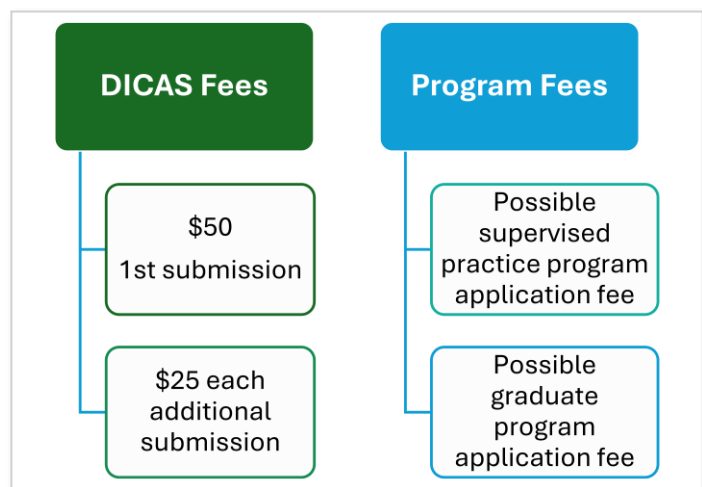 DICAS Fees
$50
1st submission
$25 each
additional
submission
Program Fees
Possible
supervised
practice program
application fee
Possible
graduate
program
application fee